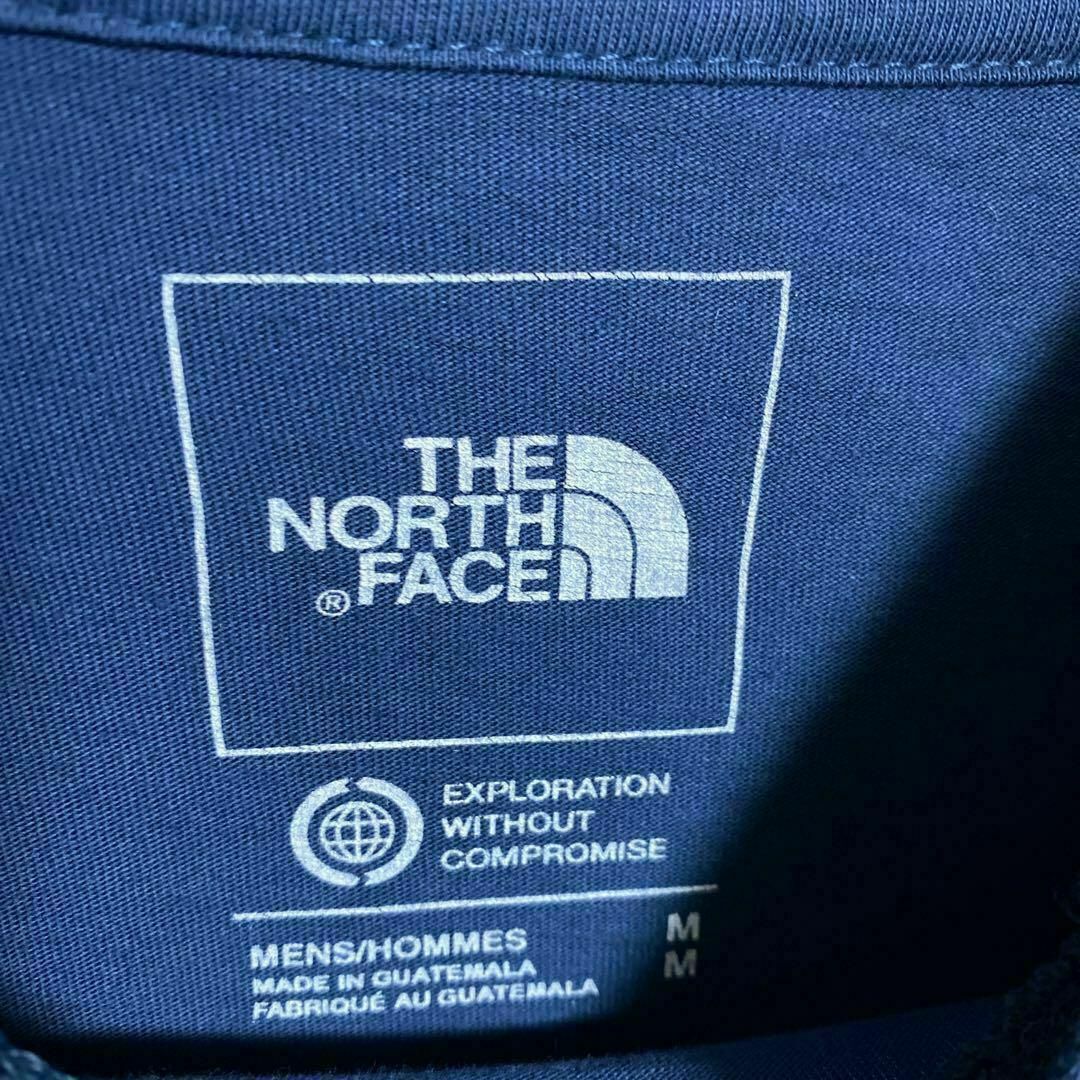 THE
NORTH
FACE
®
EXPLORATION
WITHOUT
COMPROMISE
MENS/HOMMES M
MADE IN GUATEMALA M
FABRIQUÉ AU GUATEMALA